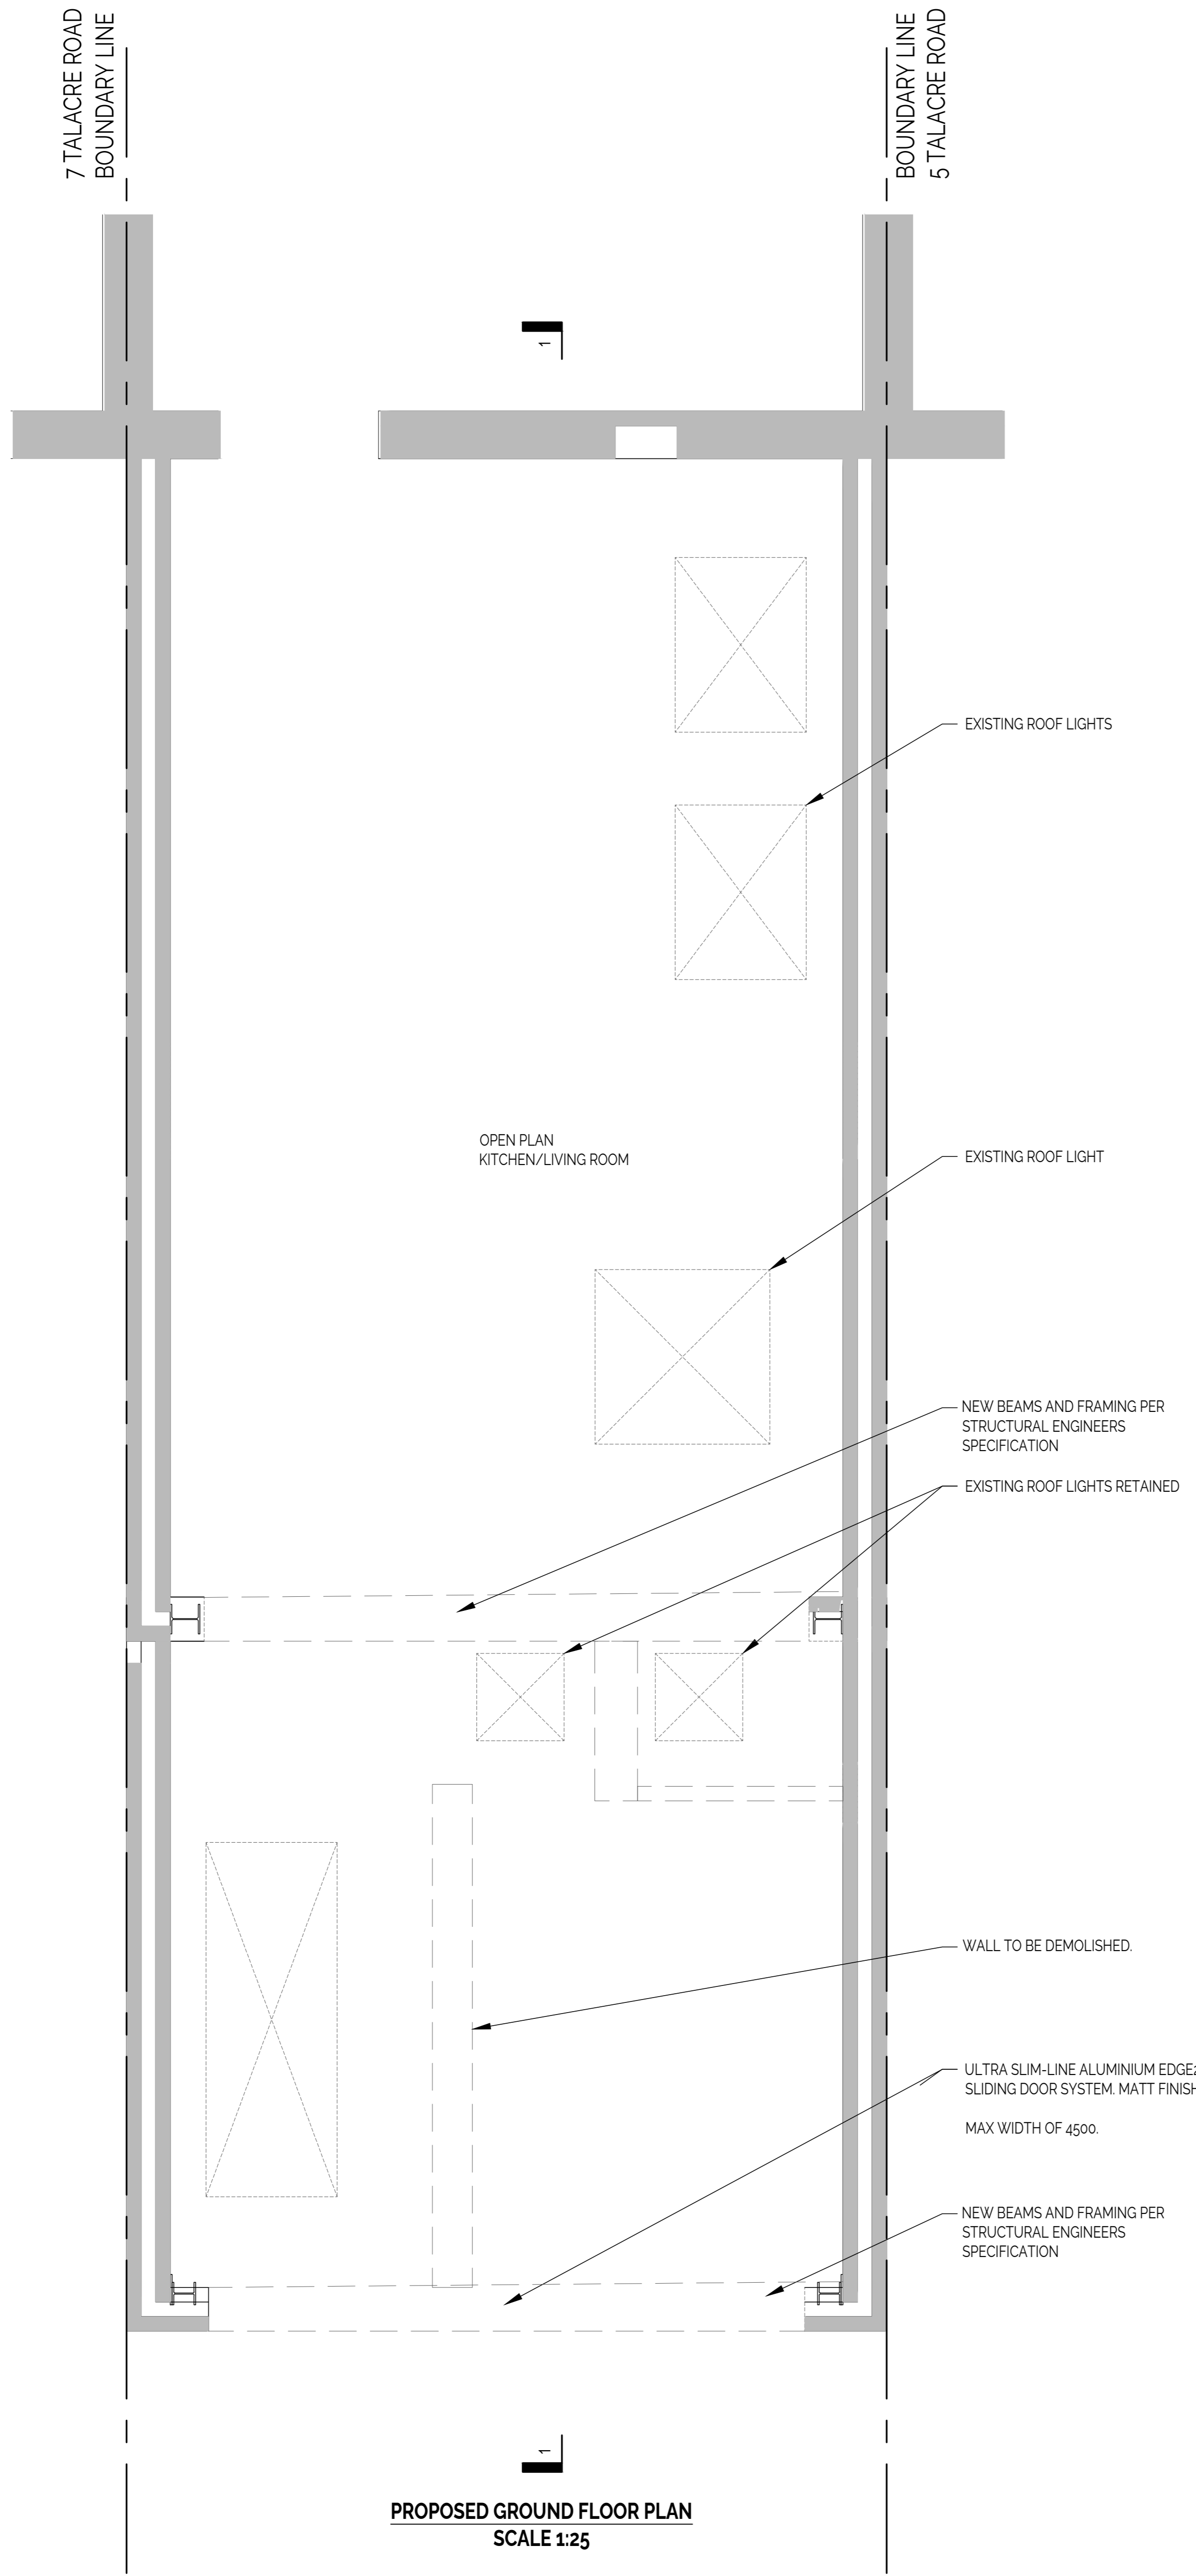 7 TALACRE ROAD
BOUNDARY LINE
BOUNDARY LINE
5 TALACRE ROAD
1
EXISTING ROOF LIGHTS
OPEN PLAN
KITCHEN/LIVING ROOM
EXISTING ROOF LIGHT
NEW BEAMS AND FRAMING PER
STRUCTURAL ENGINEERS
SPECIFICATION
EXISTING ROOF LIGHTS RETAINED
WALL TO BE DEMOLISHED.
ULTRA SLIM-LINE ALUMINIUM
SLIDING DOOR SYSTEM. MATT FINISH
MAX WIDTH OF 4500.
NEW BEAMS AND FRAMING PER
STRUCTURAL ENGINEERS
SPECIFICATION
1
PROPOSED GROUND FLOOR PLAN
SCALE 1:25